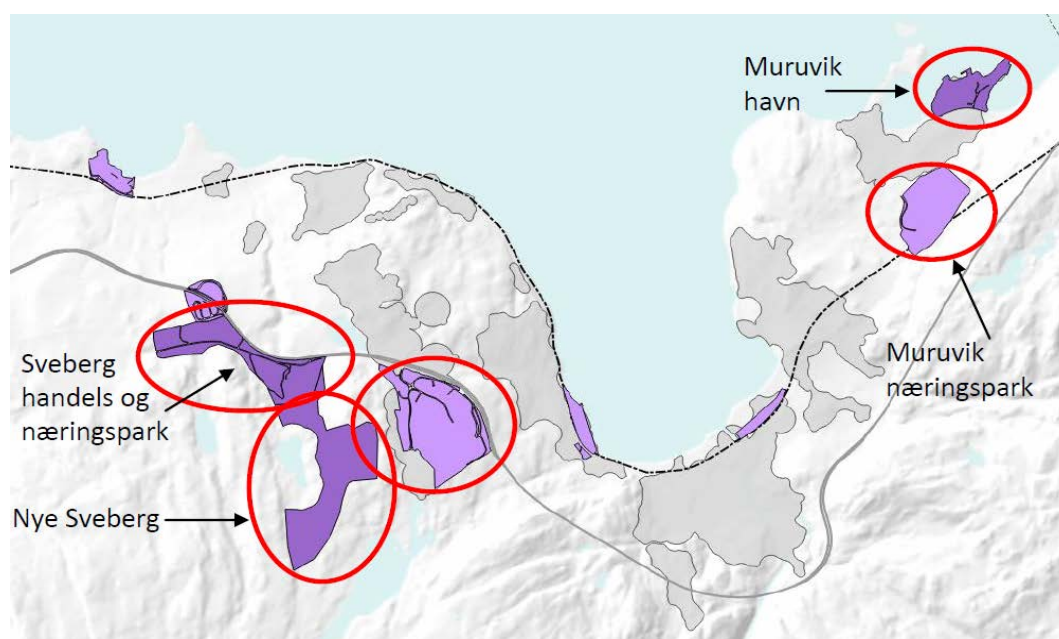 Muruvik
havn
Sveberg
handels og
næringspark
Muruvik
næringspark
Nye Sveberg